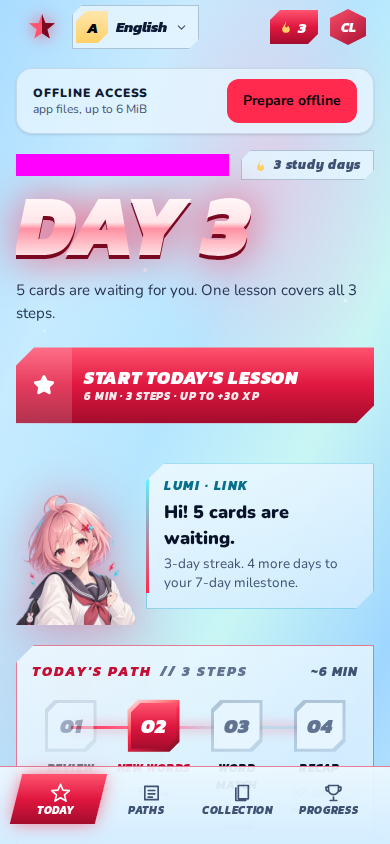 A English
3
CL
OFFLINE ACCESS
app files, up to 6 MiB
Prepare offline
3 study days
DAY 3
5 cards are waiting for you. One lesson covers all 3
steps.
START TODAY'S LESSON
6 MIN · 3 STEPS · UP TO +30 XP
LUMI · LINK
Hi! 5 cards are
waiting.
3-day streak. 4 more days to
your 7-day milestone.
TODAY'S PATH // 3 STEPS ~6 MIN
01 02 03 04
REVIEW NEW WORDS WORD RECAP
MATCH
TODAY PATHS COLLECTION PROGRESS